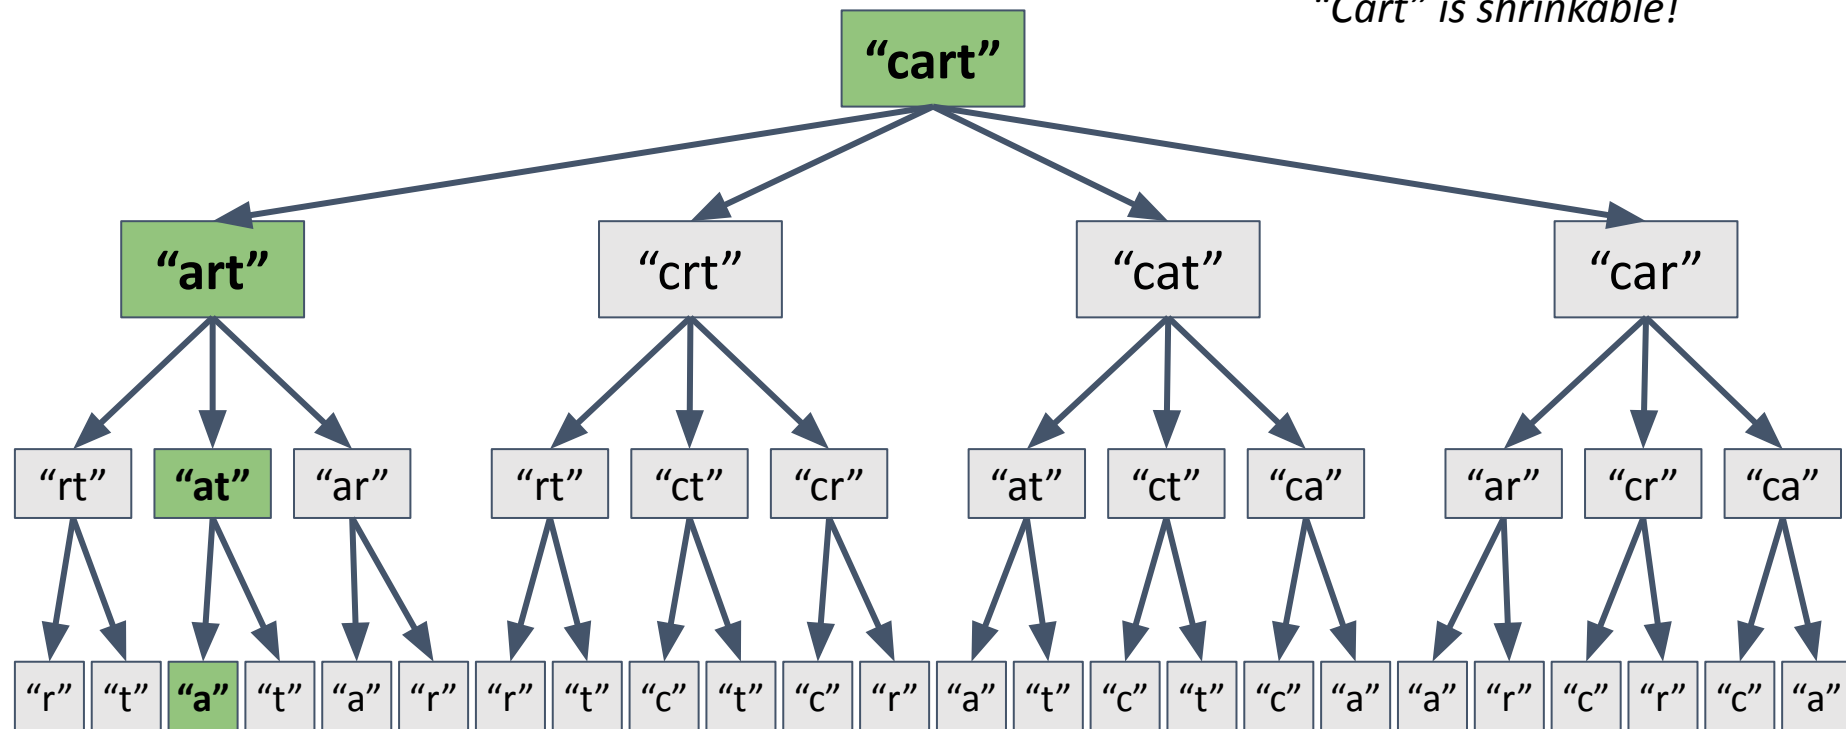 “Cart” is shrinkable!
“cart”
“art” “crt” “cat” “car”
“rt” “at” “ar” “rt” “ct” “cr” “at” “ct” “ca” “ar” “cr” “ca”
“r” “t” “a” “t” “a” “r” “r” “t” “c” “t” “c” “r” “a” “t” “c” “t” “c” “a” “a” “r” “c” “r” “c” “a”